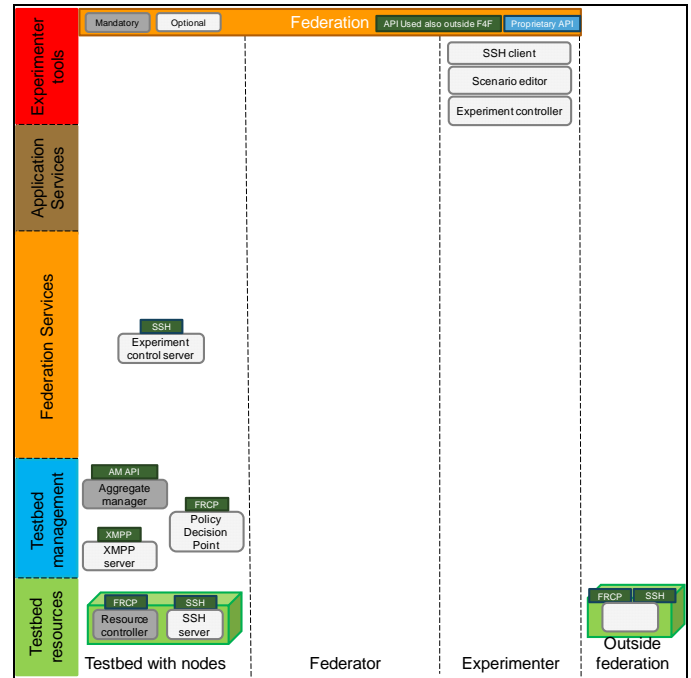 Mandatory
Optional
Federation
API Used also outside F4F
Proprietary API
Experimenter
tools
SSH client
Scenario editor
Experiment controller
Application
Services
Federation Services
SSH
Experiment
control server
Testbed
management
AM API
Aggregate
manager
FRCP
Policy
Decision
Point
XMPP
XMPP
server
Testbed
resources
FRCP
SSH
Resource
controller
SSH
server
FRCP
SSH
Testbed with nodes
Federator
Experimenter
Outside
federation